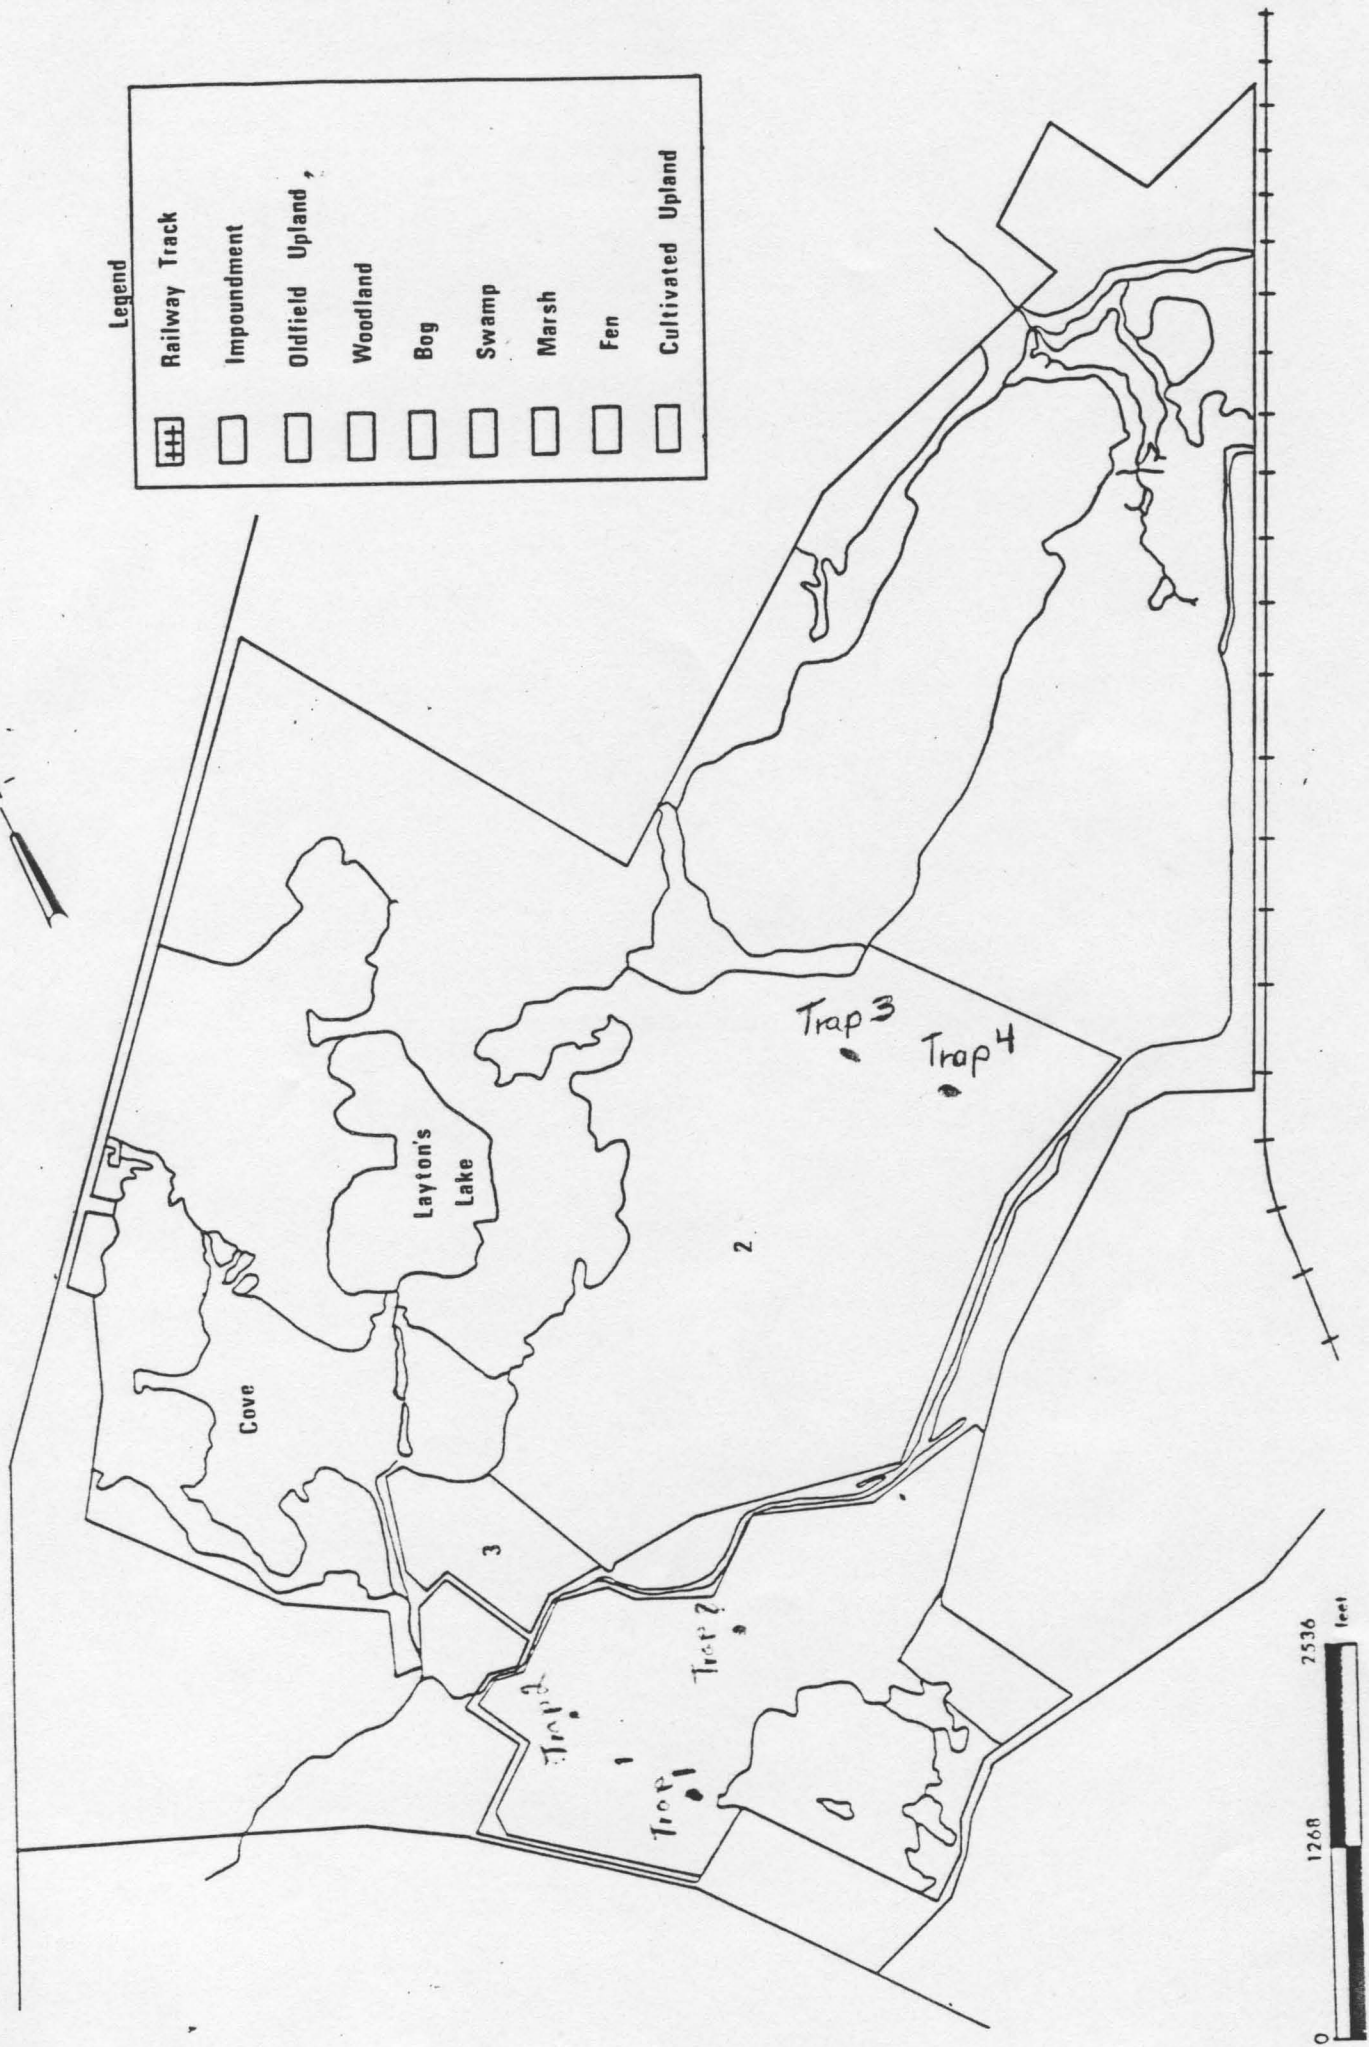 Legend
Railway Track
Impoundment
Oldfield Upland,
Woodland
Bog
Swamp
Marsh
Fen
Cultivated Upland
Layton's
Lake
Cove
3
2
1
Trap 1
Trap 2
Trap ?
Trap 3
Trap 4
0 1268 2536
feet